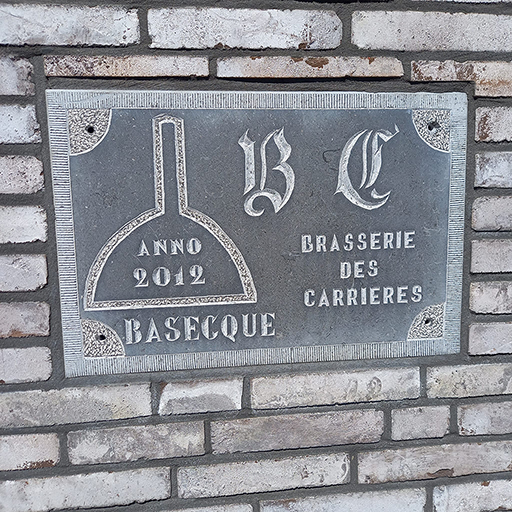 B C
ANNO
2012
BASECQUE
BRASSERIE
DES
CARRIERES